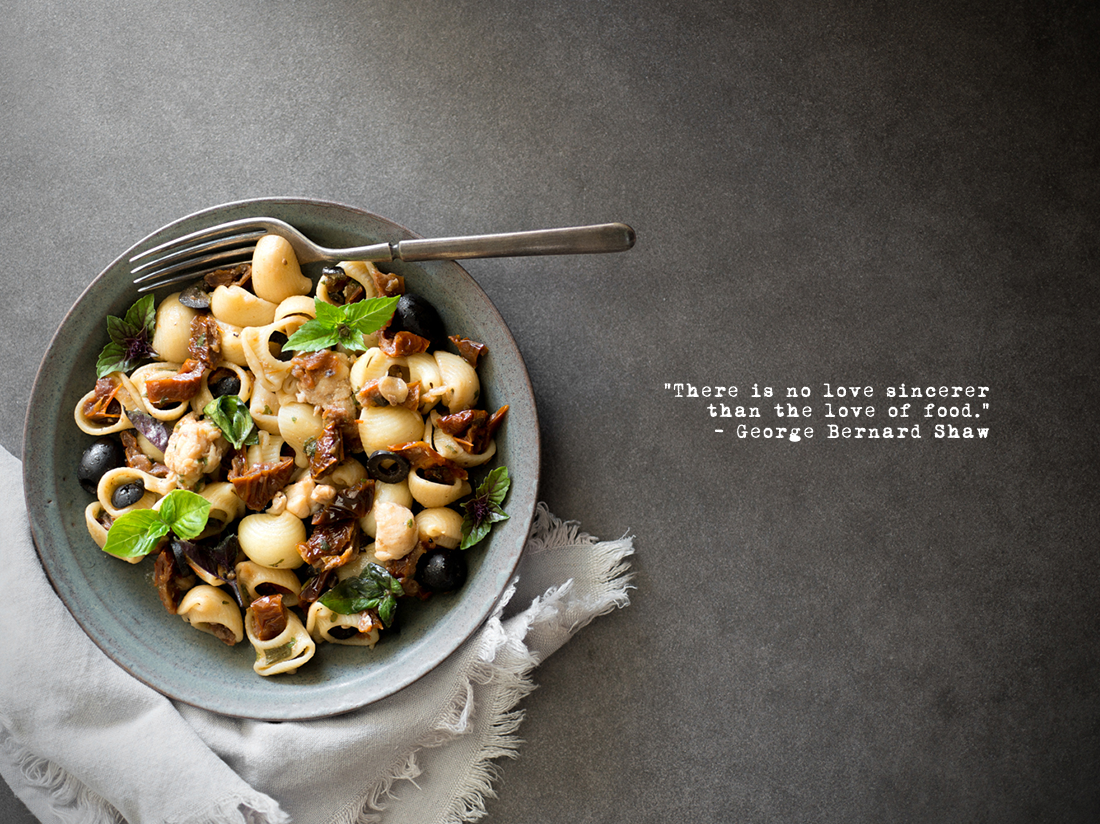 "There is no love sincerer
than the love of food."
- George Bernard Shaw